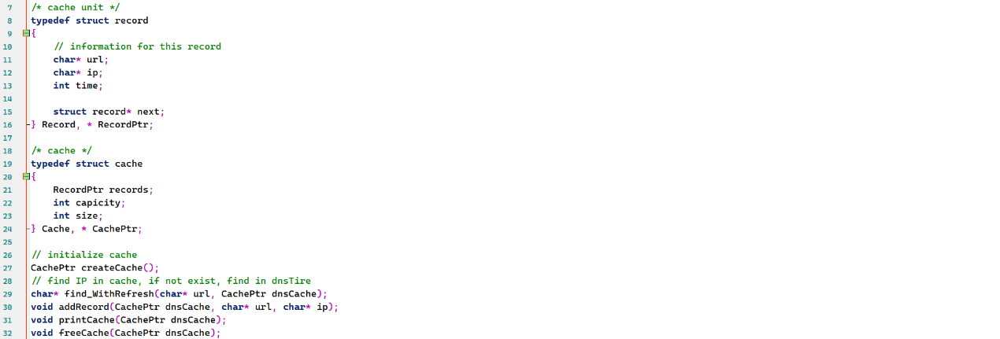 7 /* cache unit */
8 typedef struct record
9 {
10 // information for this record
11 char* url;
12 char* ip;
13 int time;
14
15 struct record* next;
16 } Record, * RecordPtr;
17
18 /* cache */
19 typedef struct cache
20 {
21 RecordPtr records;
22 int capicity;
23 int size;
24 } Cache, * CachePtr;
25
26 // initialize cache
27 CachePtr createCache();
28 // find IP in cache, if not exist, find in dnsTire
29 char* find_WithRefresh(char* url, CachePtr dnsCache);
30 void addRecord(CachePtr dnsCache, char* url, char* ip);
31 void printCache(CachePtr dnsCache);
32 void freeCache(CachePtr dnsCache);